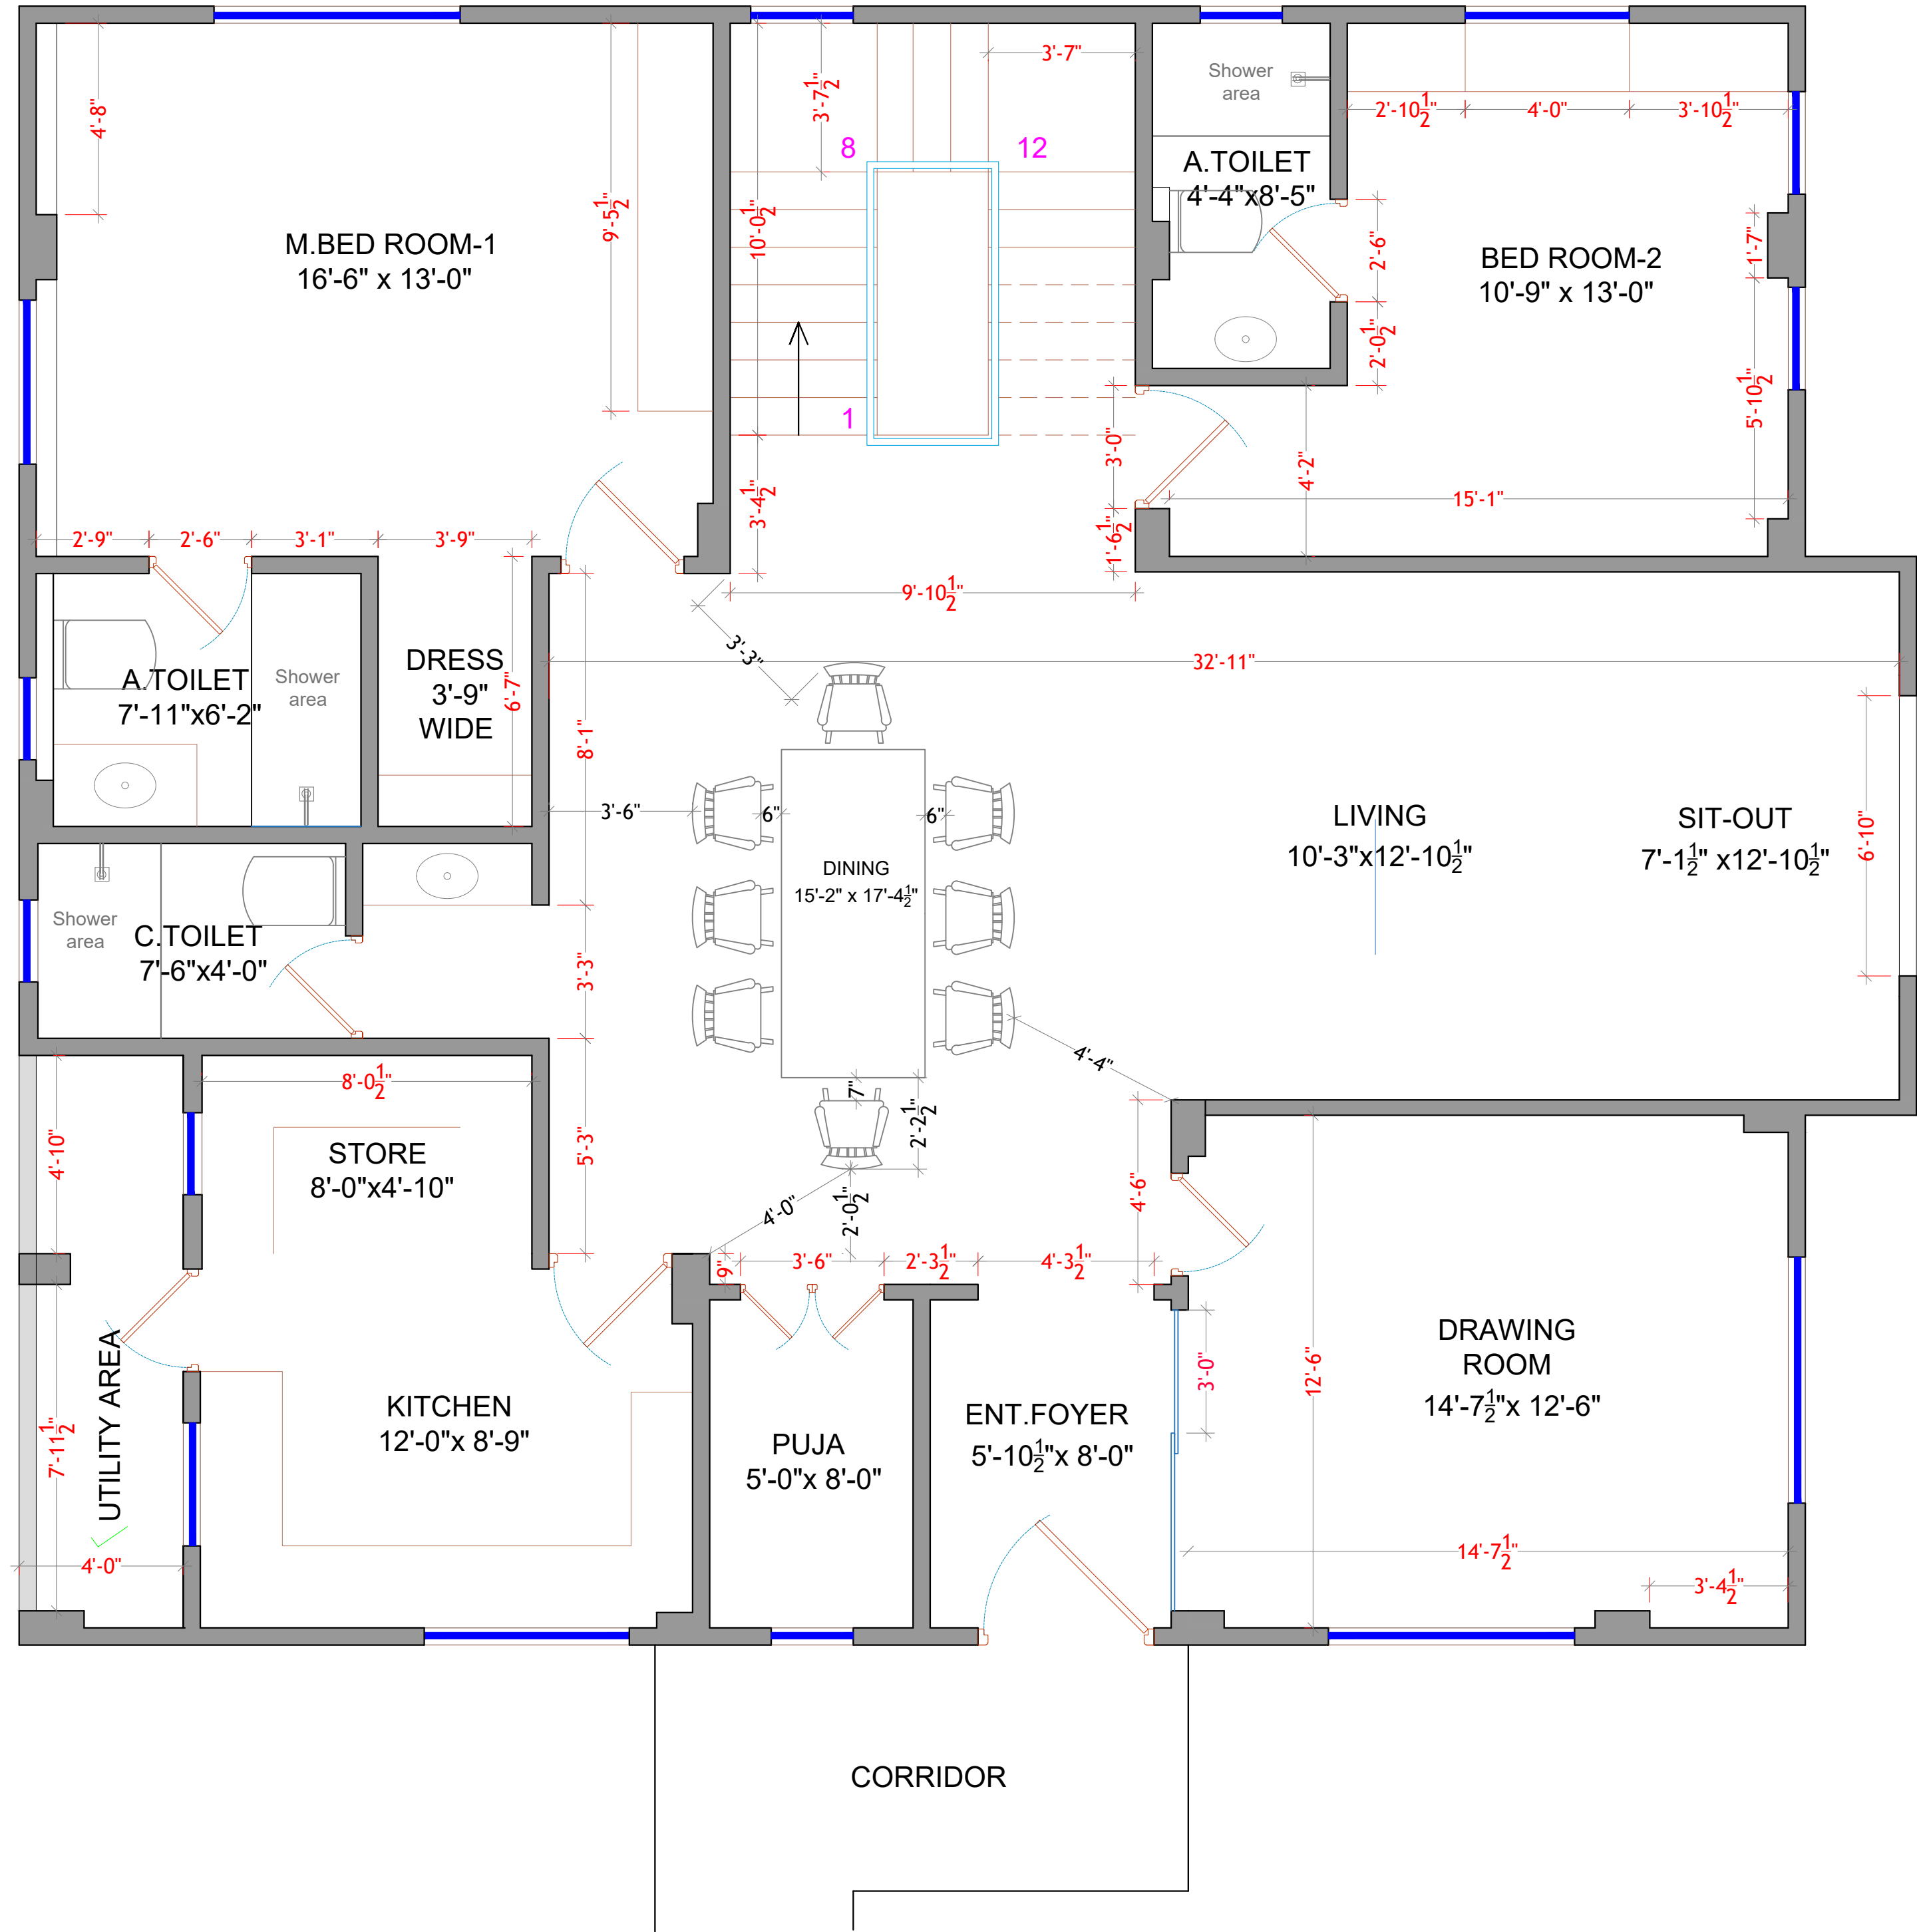 3'-7"
4'-8"
3'-7½"
Shower
area
2'-10½"
4'-0"
3'-10½"
8
12
A.TOILET
4'-4"x8'-5"
9'-5½"
10'-0½"
M.BED ROOM-1
16'-6" x 13'-0"
2'-6"
1'-7"
BED ROOM-2
10'-9" x 13'-0"
2'-0½"
5'-10½"
1
3'-0"
4'-2"
3'-4½"
15'-1"
1'-6½"
2'-9"
2'-6"
3'-1"
3'-9"
9'-10½"
3'-3"
32'-11"
A.TOILET
7'-11"x6'-2"
Shower
area
DRESS
3'-9"
WIDE
6'-7"
8'-1"
3'-6"
6"
6"
LIVING
10'-3"x12'-10½"
SIT-OUT
7'-1½" x12'-10½"
6'-10"
DINING
15'-2" x 17'-4½"
Shower
area
C.TOILET
7'-6"x4'-0"
3'-3"
4'-4"
8'-0½"
7"
2'-2½"
4'-10"
STORE
8'-0"x4'-10"
5'-3"
4'-0"
2'-0½"
4'-6"
9"
3'-6"
2'-3½"
4'-3½"
UTILITY AREA
7'-11½"
KITCHEN
12'-0"x 8'-9"
PUJA
5'-0"x 8'-0"
ENT.FOYER
5'-10½"x 8'-0"
3'-0"
12'-6"
DRAWING
ROOM
14'-7½"x 12'-6"
4'-0"
14'-7½"
3'-4½"
CORRIDOR